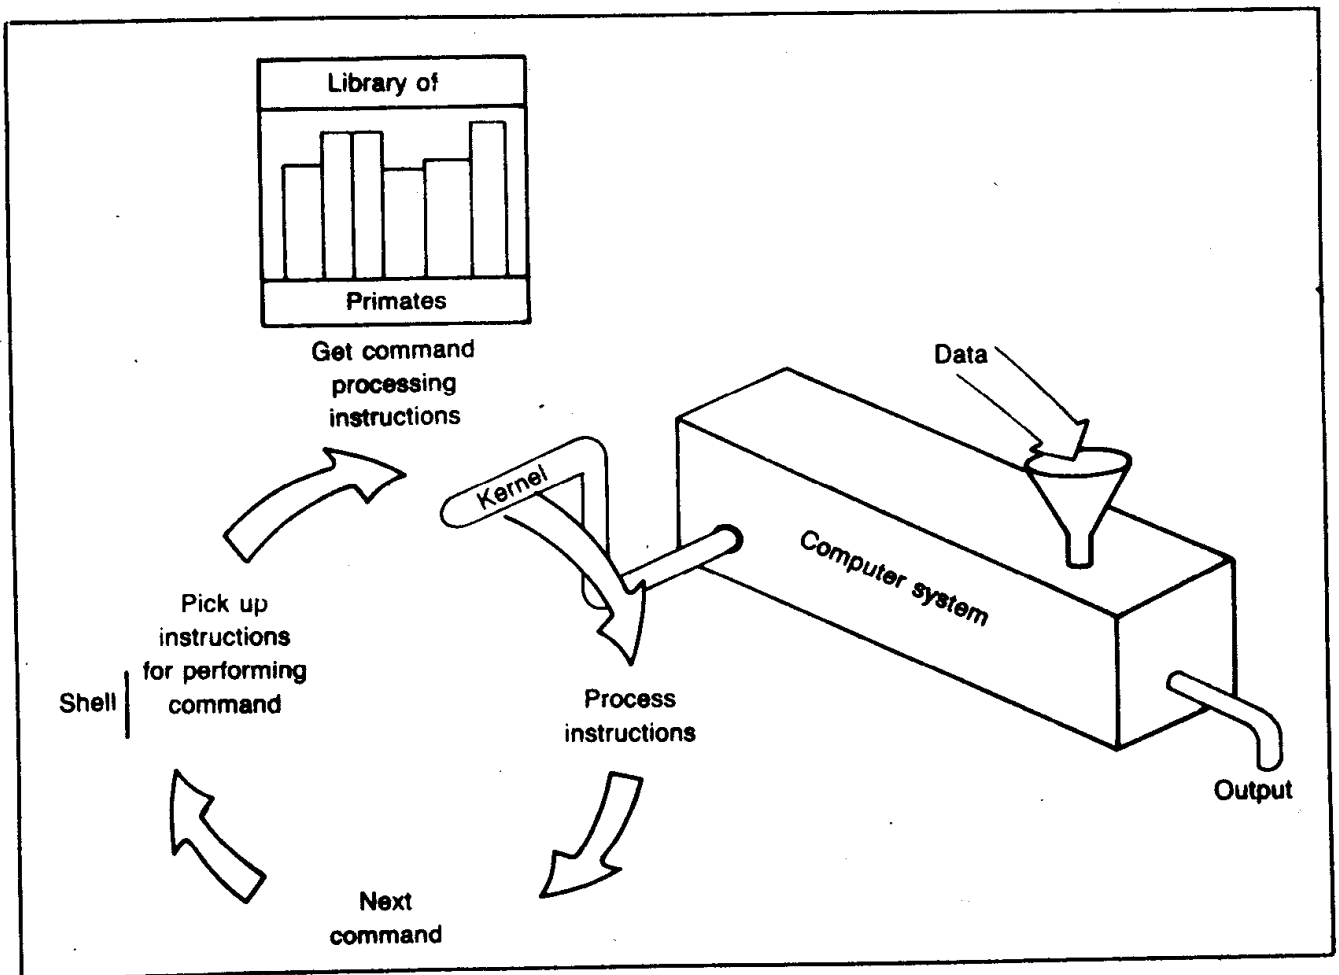 Library of
Primates
Get command
processing
instructions
Data
Kernel
Computer system
Pick up
instructions
for performing
command
Shell
Process
instructions
Output
Next
command